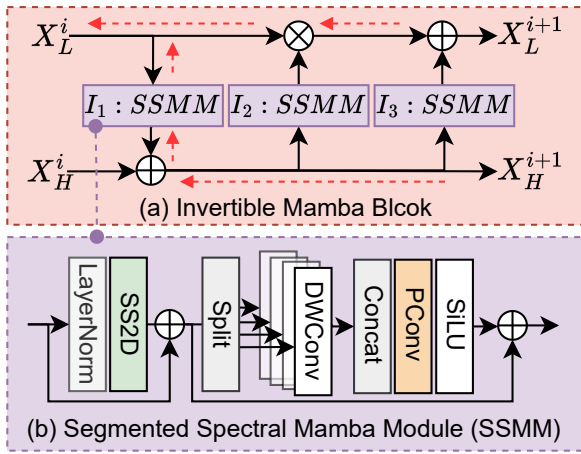 X_L^i
X_L^{i+1}
I_1 : SSMM
I_2 : SSMM
I_3 : SSMM
X_H^i
X_H^{i+1}
(a) Invertible Mamba Blcok
LayerNorm
SS2D
Split
DWConv
Concat
PConv
SiLU
(b) Segmented Spectral Mamba Module (SSMM)